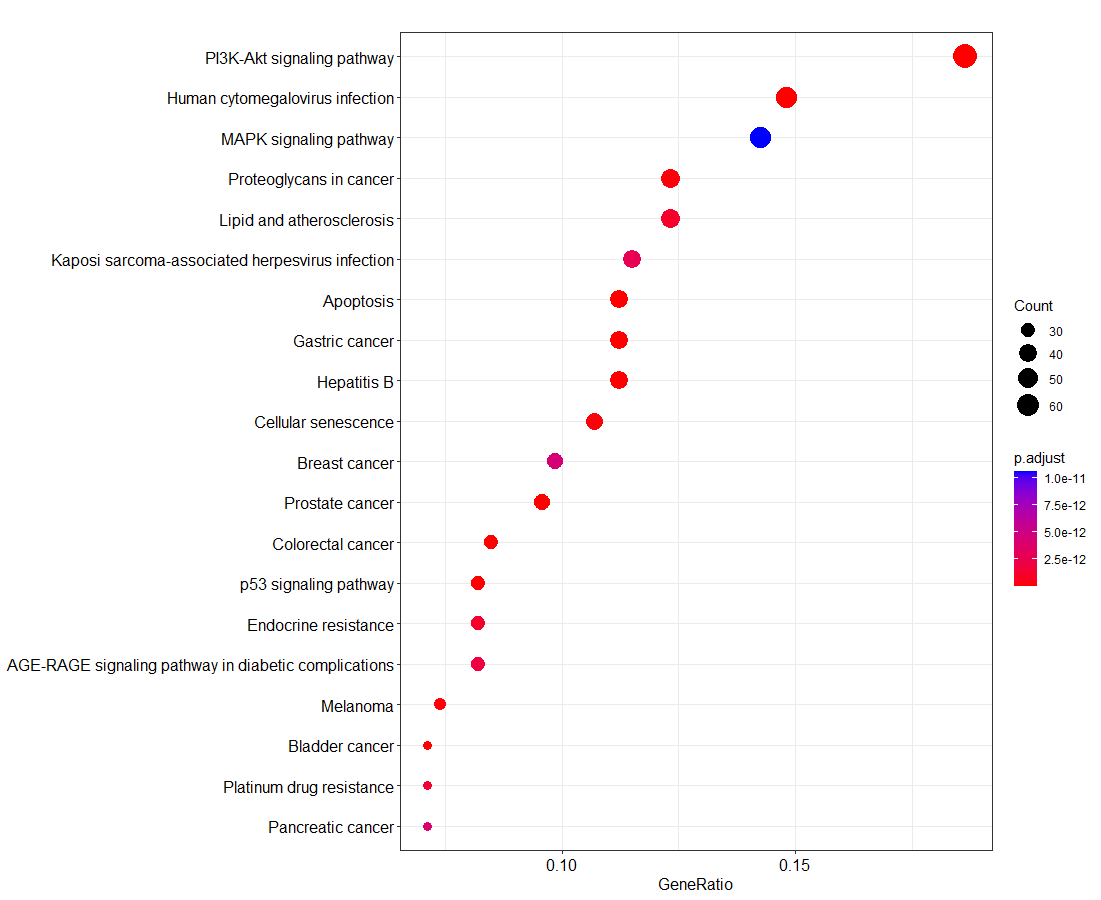 PI3K-Akt signaling pathway
Human cytomegalovirus infection
MAPK signaling pathway
Proteoglycans in cancer
Lipid and atherosclerosis
Kaposi sarcoma-associated herpesvirus infection
Apoptosis
Gastric cancer
Hepatitis B
Cellular senescence
Breast cancer
Prostate cancer
Colorectal cancer
p53 signaling pathway
Endocrine resistance
AGE-RAGE signaling pathway in diabetic complications
Melanoma
Bladder cancer
Platinum drug resistance
Pancreatic cancer
0.10 0.15
GeneRatio
Count
30
40
50
60
p.adjust
1.0e-11
7.5e-12
5.0e-12
2.5e-12